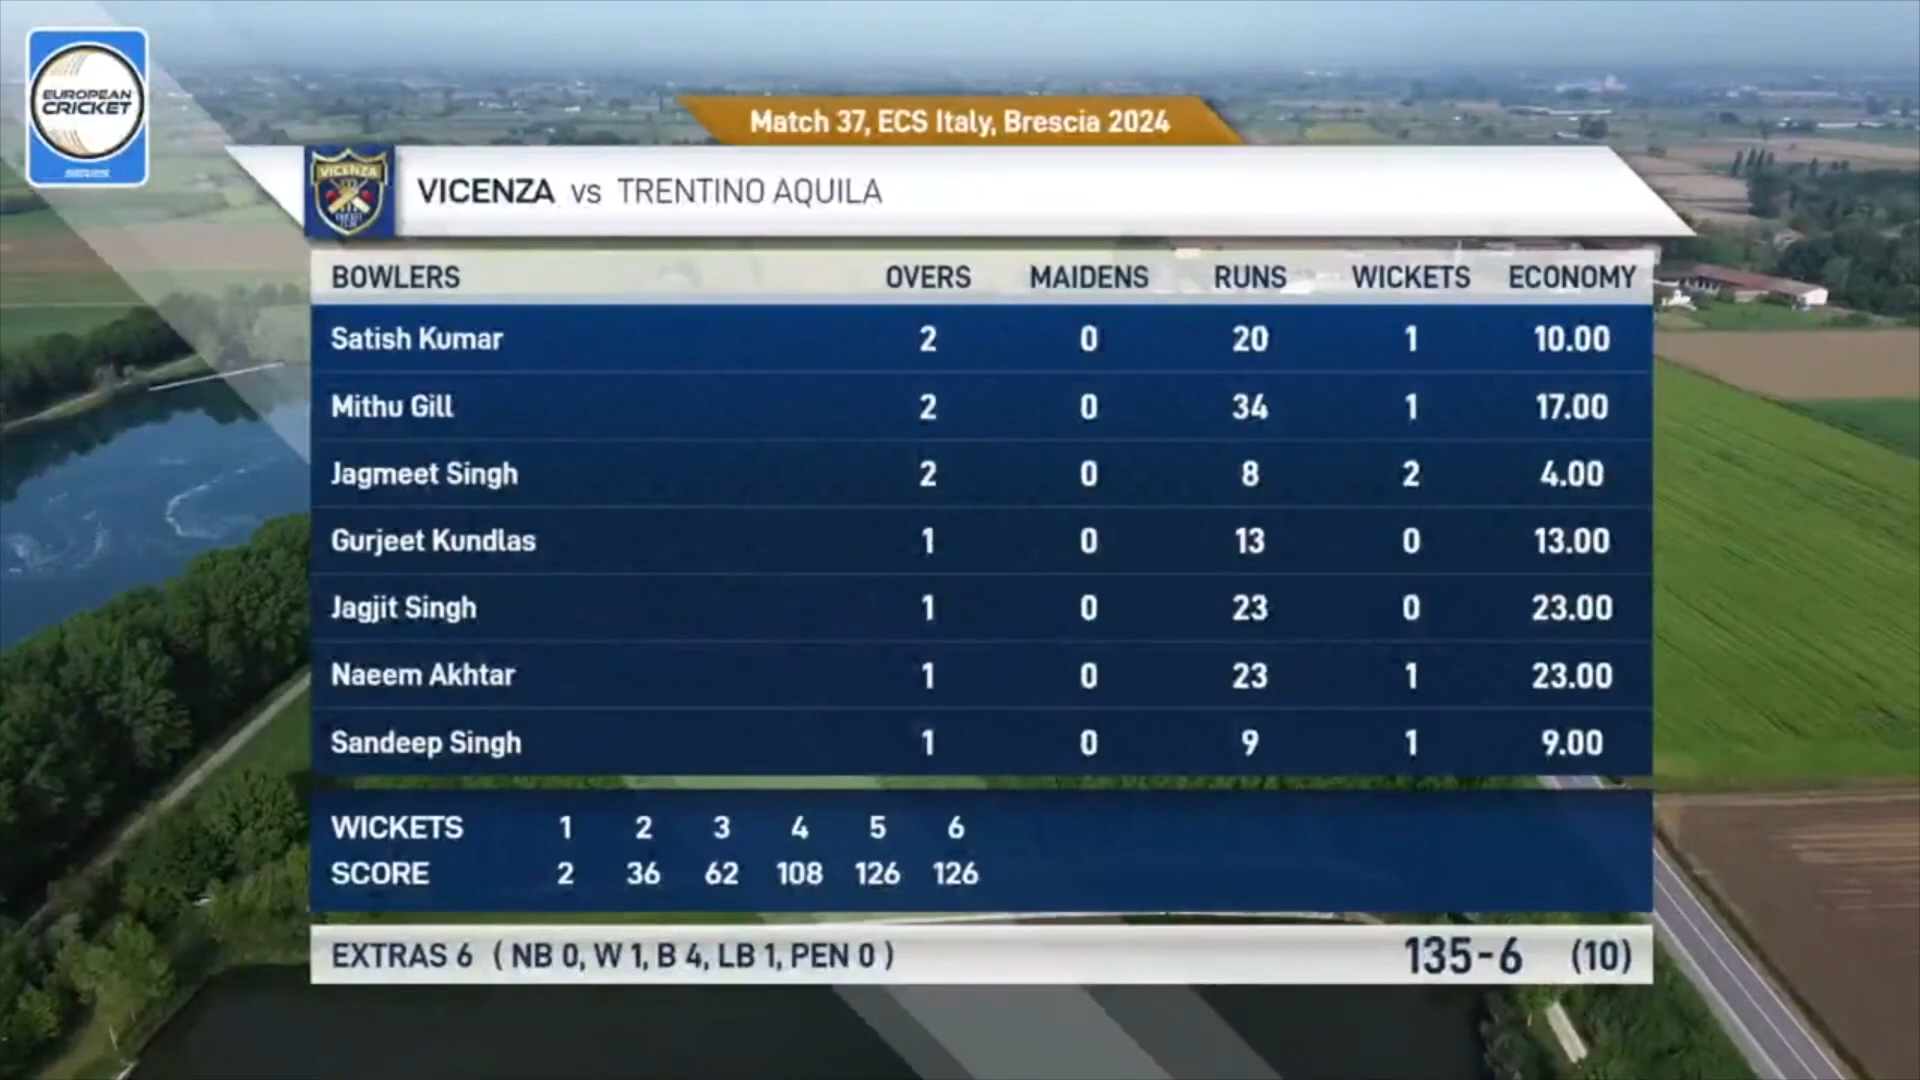 EUROPEAN
CRICKET
SERIES
Match 37, ECS Italy, Brescia 2024
VICENZA
VICENZA vs TRENTINO AQUILA
BOWLERS OVERS MAIDENS RUNS WICKETS ECONOMY
Satish Kumar 2 0 20 1 10.00
Mithu Gill 2 0 34 1 17.00
Jagmeet Singh 2 0 8 2 4.00
Gurjeet Kundlas 1 0 13 0 13.00
Jagjit Singh 1 0 23 0 23.00
Naeem Akhtar 1 0 23 1 23.00
Sandeep Singh 1 0 9 1 9.00
WICKETS 1 2 3 4 5 6
SCORE 2 36 62 108 126 126
EXTRAS 6 ( NB 0, W 1, B 4, LB 1, PEN 0 ) 135-6 (10)